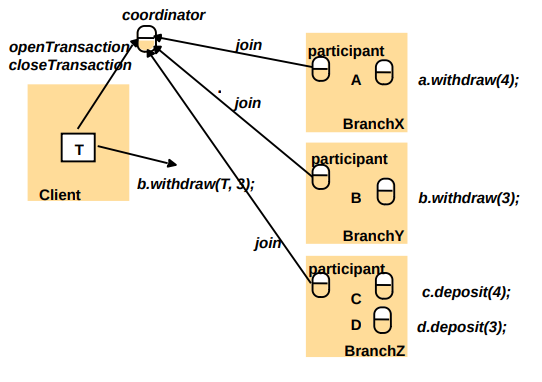 coordinator
openTransaction
closeTransaction
join
participant
A
a.withdraw(4);
BranchX
T
.
join
participant
b.withdraw(T, 3);
B
b.withdraw(3);
Client
BranchY
join
participant
C
c.deposit(4);
D
d.deposit(3);
BranchZ